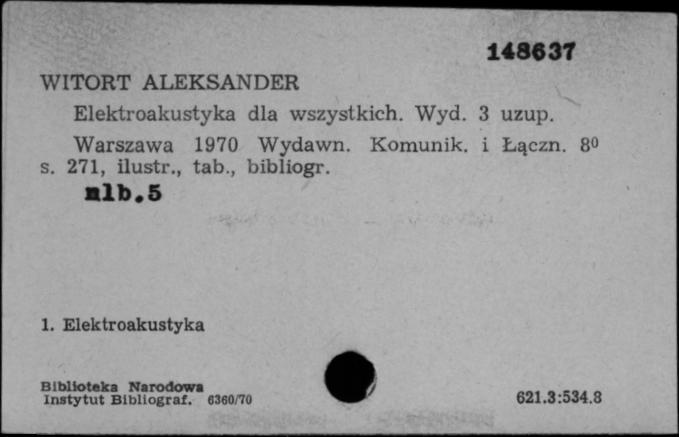 148637
WITORT ALEKSANDER
Elektroakustyka dla wszystkich. Wyd. 3 uzup.
Warszawa 1970 Wydawn. Komunik. i Łączn. 8⁰
s. 271, ilustr., tab., bibliogr.
nlb.5
1. Elektroakustyka
Biblioteka Narodowa
Instytut Bibliograf. 6360/70
621.3:534.8